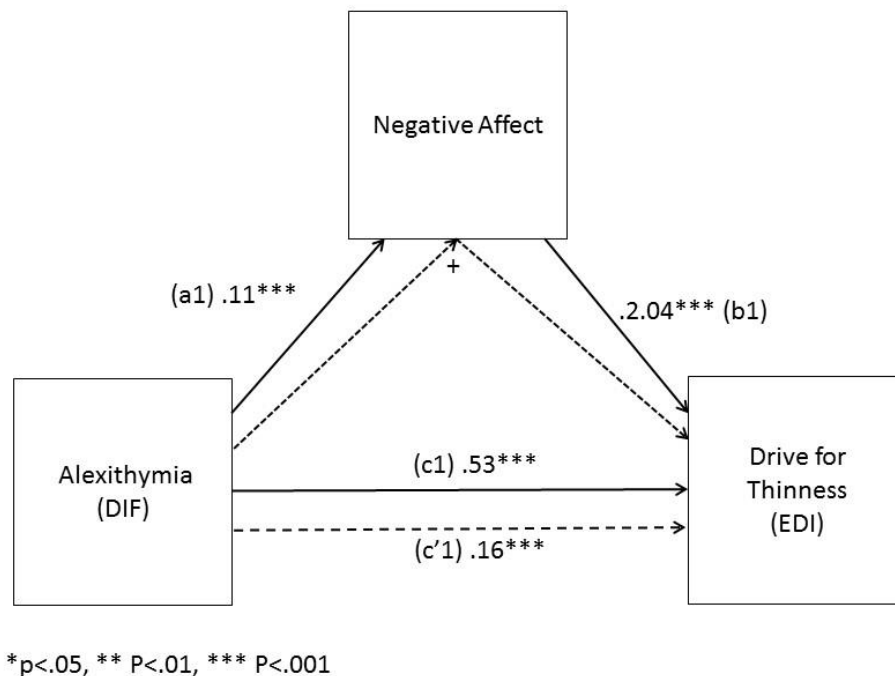 Negative Affect
+
(a1) .11***
.2.04*** (b1)
Alexithymia
(DIF)
(c1) .53***
(c’1) .16***
Drive for
Thinness
(EDI)
*p<.05, ** P<.01, *** P<.001